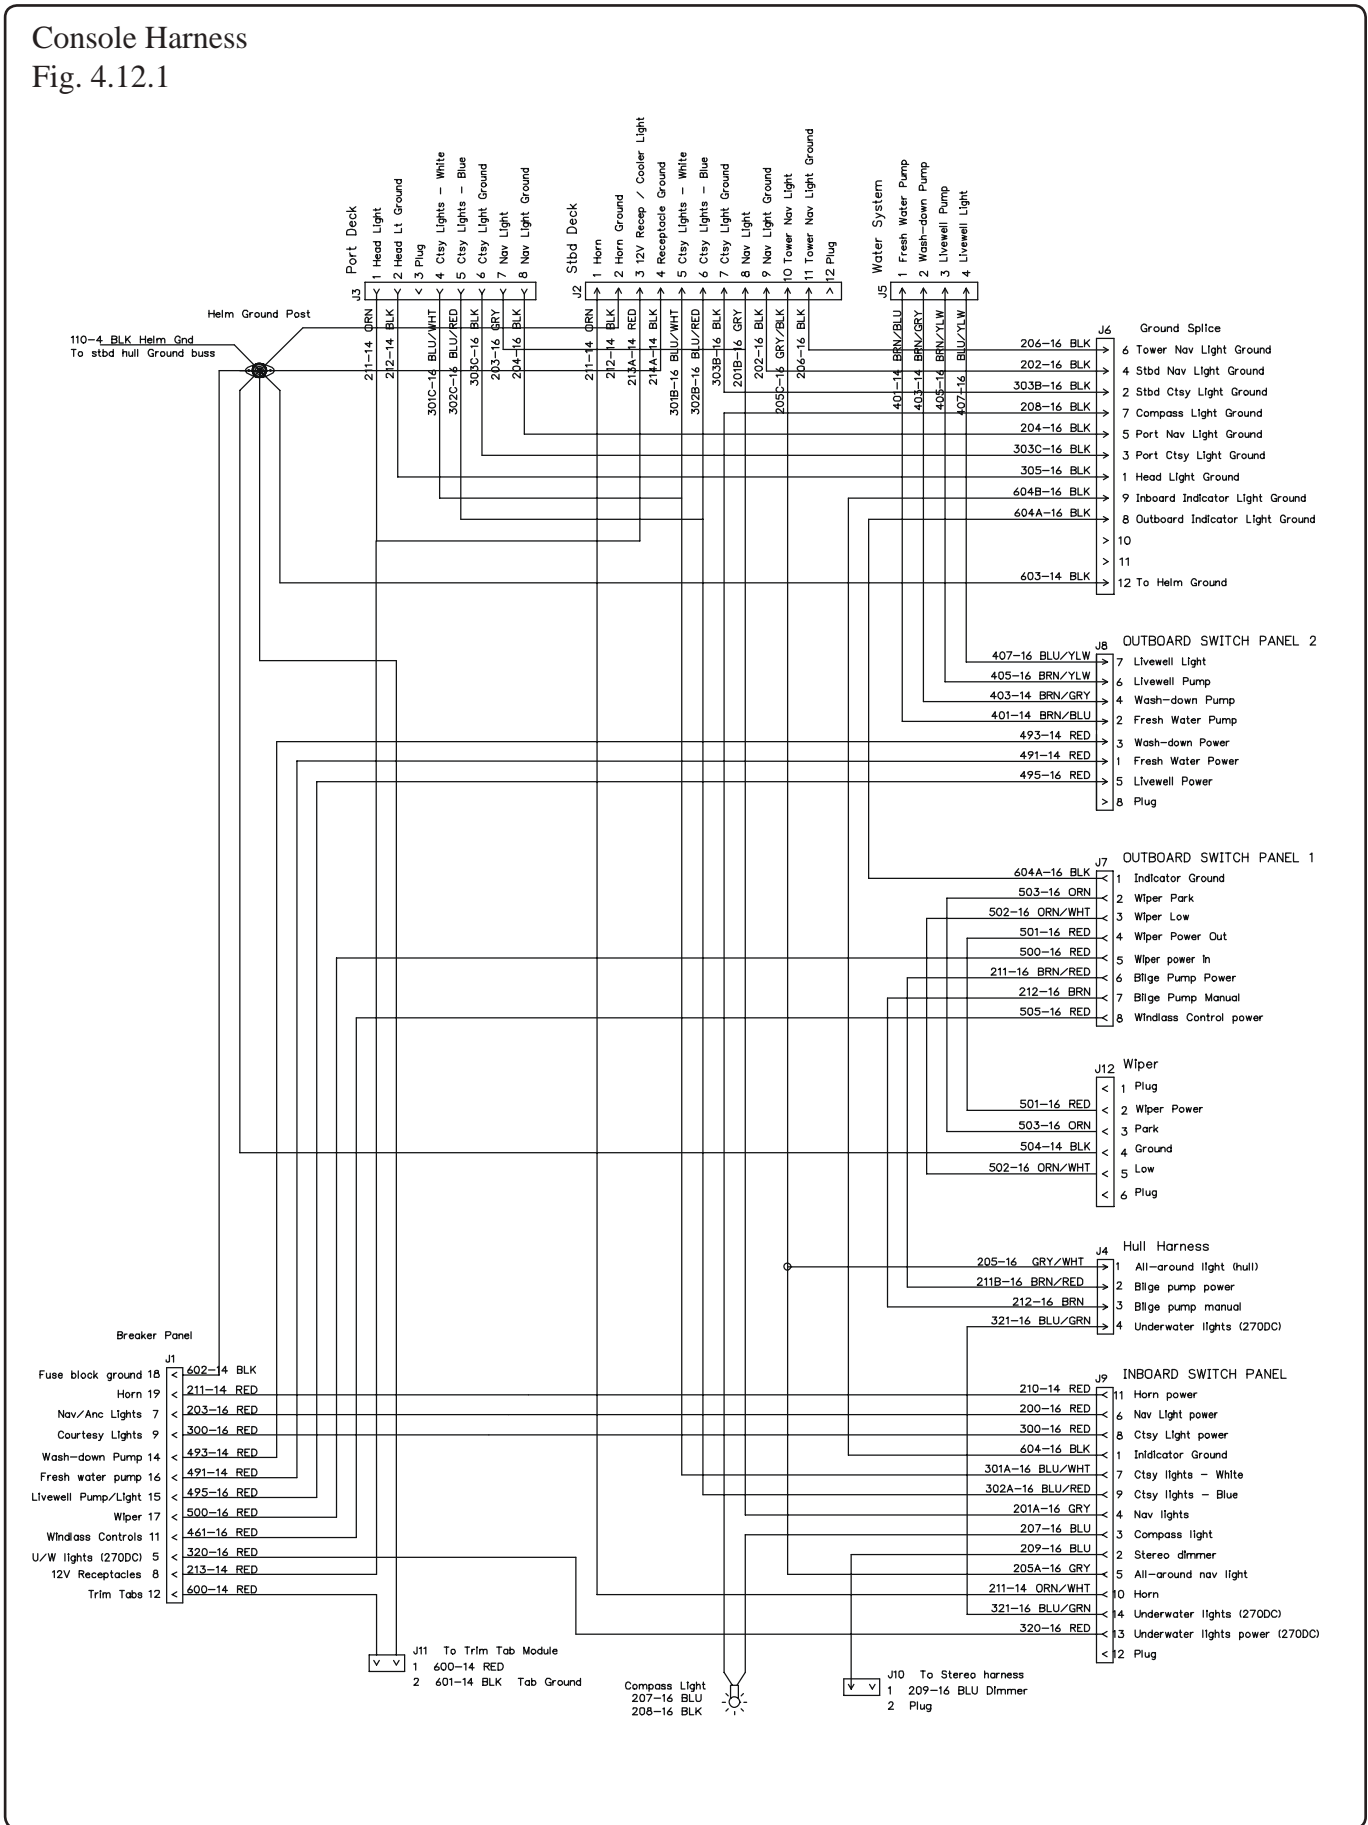 Console Harness
Fig. 4.12.1
Port Deck
J3
1 Head Light
2 Head Lt Ground
3 Plug
4 Ctsy Lights - White
5 Ctsy Lights - Blue
6 Ctsy Light Ground
7 Nav Light
8 Nav Light Ground
211-14 ORN
212-14 BLK
301C-16 BLU/WHT
302C-16 BLU/RED
303C-16 BLK
203-16 GRY
204-16 BLK
Stbd Deck
J2
1 Horn
2 Horn Ground
3 12V Recep / Cooler Light
4 Receptacle Ground
5 Ctsy Lights - White
6 Ctsy Lights - Blue
7 Ctsy Light Ground
8 Nav Light
9 Nav Light Ground
10 Tower Nav Light
11 Tower Nav Light Ground
12 Plug
211-14 ORN
212-14 BLK
213A-14 RED
214A-14 BLK
301B-16 BLU/WHT
302B-16 BLU/RED
303B-16 BLK
201B-16 GRY
202-16 BLK
205C-16 GRY/BLK
206-16 BLK
Water System
J5
1 Fresh Water Pump
2 Wash-down Pump
3 Livewell Pump
4 Livewell Light
401-14 BRN/BLU
403-14 BRN/GRY
405-16 BRN/YLW
407-16 BLU/YLW
Helm Ground Post
110-4 BLK Helm Gnd
To stbd hull Ground buss
J6 Ground Splice
206-16 BLK 6 Tower Nav Light Ground
202-16 BLK 4 Stbd Nav Light Ground
303B-16 BLK 2 Stbd Ctsy Light Ground
208-16 BLK 7 Compass Light Ground
204-16 BLK 5 Port Nav Light Ground
303C-16 BLK 3 Port Ctsy Light Ground
305-16 BLK 1 Head Light Ground
604B-16 BLK 9 Inboard Indicator Light Ground
604A-16 BLK 8 Outboard Indicator Light Ground
10
11
603-14 BLK 12 To Helm Ground
J8 OUTBOARD SWITCH PANEL 2
407-16 BLU/YLW 7 Livewell Light
405-16 BRN/YLW 6 Livewell Pump
403-14 BRN/GRY 4 Wash-down Pump
401-14 BRN/BLU 2 Fresh Water Pump
493-14 RED 3 Wash-down Power
491-14 RED 1 Fresh Water Power
495-16 RED 5 Livewell Power
8 Plug
J7 OUTBOARD SWITCH PANEL 1
604A-16 BLK 1 Indicator Ground
503-16 ORN 2 Wiper Park
502-16 ORN/WHT 3 Wiper Low
501-16 RED 4 Wiper Power Out
500-16 RED 5 Wiper power in
211-16 BRN/RED 6 Bilge Pump Power
212-16 BRN 7 Bilge Pump Manual
505-16 RED 8 Windlass Control power
J12 Wiper
1 Plug
501-16 RED 2 Wiper Power
503-16 ORN 3 Park
504-14 BLK 4 Ground
502-16 ORN/WHT 5 Low
6 Plug
J4 Hull Harness
205-16 GRY/WHT 1 All-around light (hull)
211B-16 BRN/RED 2 Bilge pump power
212-16 BRN 3 Bilge pump manual
321-16 BLU/GRN 4 Underwater lights (270DC)
Breaker Panel
J1
Fuse block ground 18 602-14 BLK
Horn 19 211-14 RED
Nav/Anc Lights 7 203-16 RED
Courtesy Lights 9 300-16 RED
Wash-down Pump 14 493-14 RED
Fresh water pump 16 491-14 RED
Livewell Pump/Light 15 495-16 RED
Wiper 17 500-16 RED
Windlass Controls 11 461-16 RED
U/W lights (270DC) 5 320-16 RED
12V Receptacles 8 213-14 RED
Trim Tabs 12 600-14 RED
J9 INBOARD SWITCH PANEL
210-14 RED 11 Horn power
200-16 RED 6 Nav Light power
300-16 RED 8 Ctsy Light power
604-16 BLK 1 Inidicator Ground
301A-16 BLU/WHT 7 Ctsy lights - White
302A-16 BLU/RED 9 Ctsy lights - Blue
201A-16 GRY 4 Nav lights
207-16 BLU 3 Compass light
209-16 BLU 2 Stereo dimmer
205A-16 GRY 5 All-around nav light
211-14 ORN/WHT 10 Horn
321-16 BLU/GRN 14 Underwater lights (270DC)
320-16 RED 13 Underwater lights power (270DC)
12 Plug
J11 To Trim Tab Module
1 600-14 RED
2 601-14 BLK Tab Ground
Compass Light
207-16 BLU
208-16 BLK
J10 To Stereo harness
1 209-16 BLU Dimmer
2 Plug